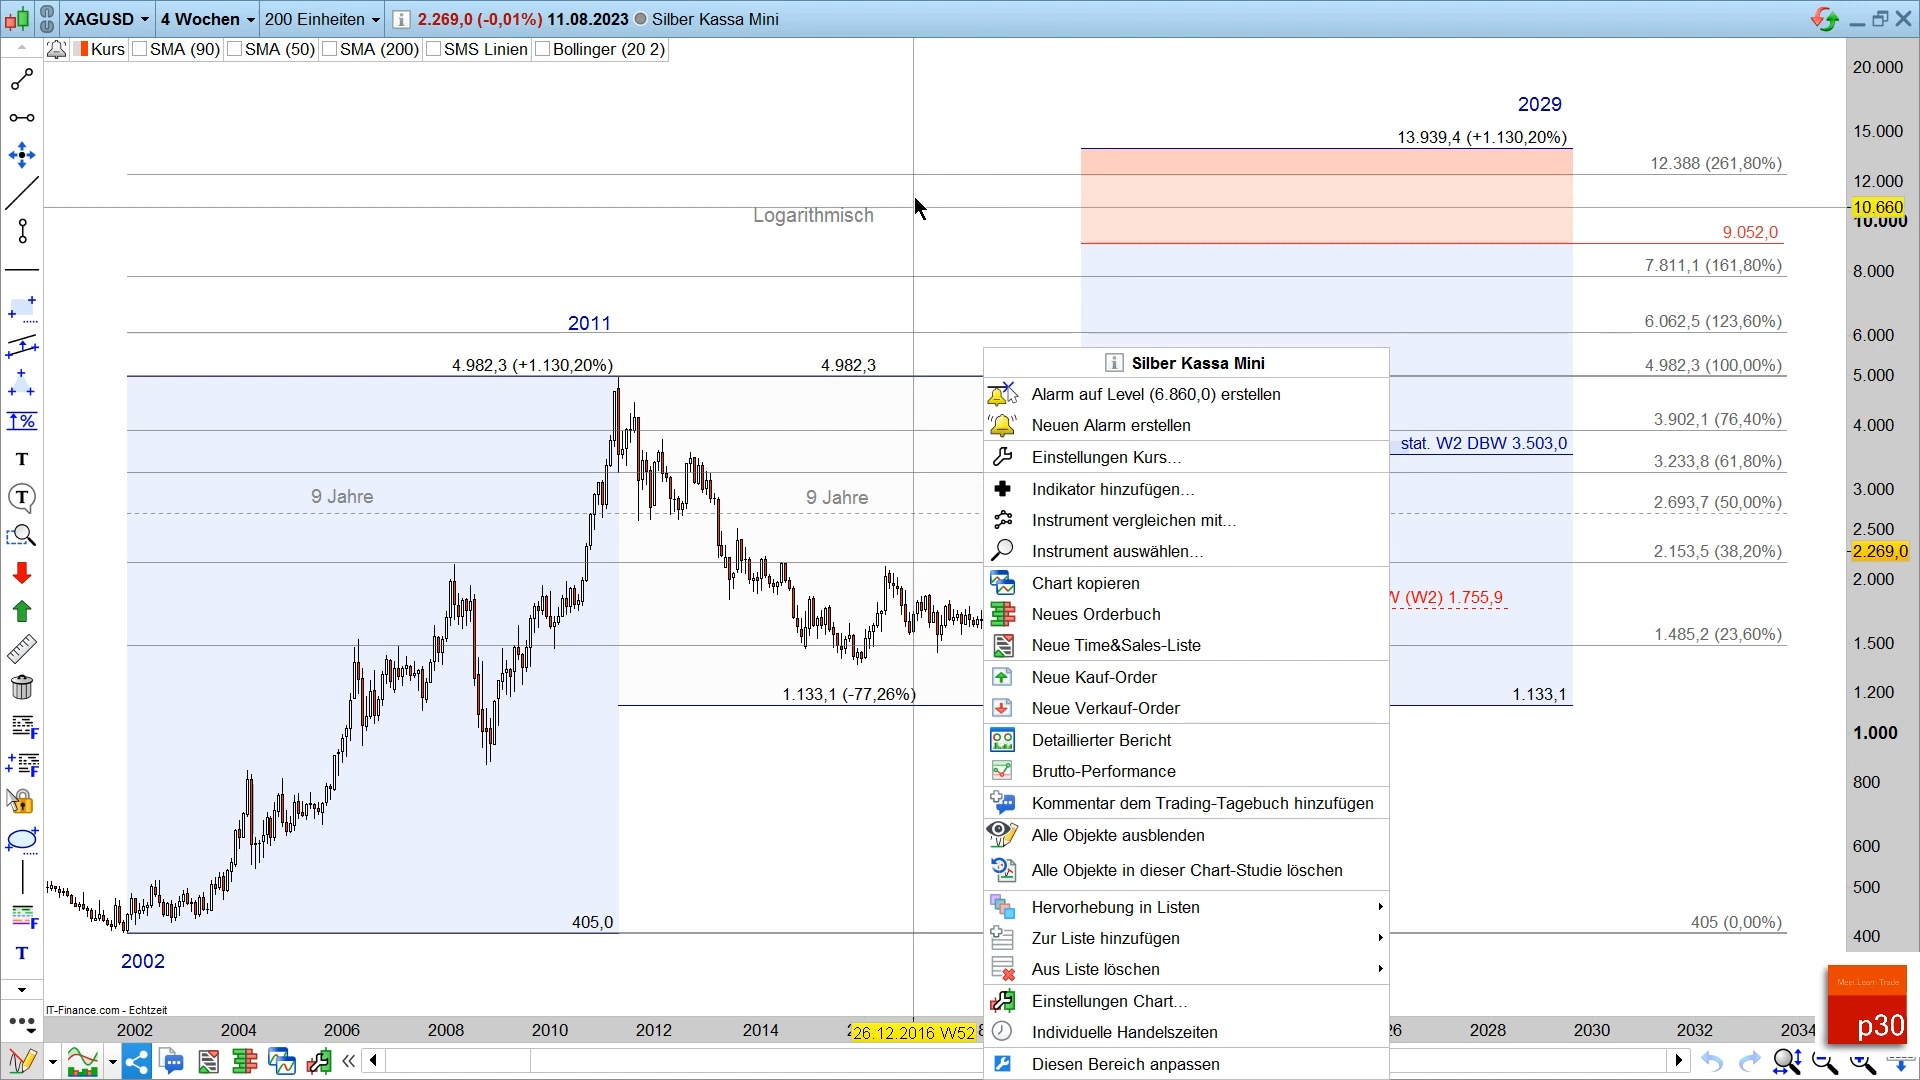 XAGUSD 4 Wochen 200 Einheiten 2.269,0 (-0,01%) 11.08.2023 Silber Kassa Mini
Kurs SMA (90) SMA (50) SMA (200) SMS Linien Bollinger (20 2)
20.000
2029
15.000
13.939,4 (+1.130,20%)
12.388 (261,80%)
12.000
10.660
10.000
Logarithmisch
9.052,0
7.811,1 (161,80%)
8.000
2011
6.062,5 (123,60%)
6.000
4.982,3 (+1.130,20%)
4.982,3
4.982,3 (100,00%)
5.000
Silber Kassa Mini
Alarm auf Level (6.860,0) erstellen
Neuen Alarm erstellen
Einstellungen Kurs...
Indikator hinzufügen...
Instrument vergleichen mit...
Instrument auswählen...
Chart kopieren
Neues Orderbuch
Neue Time&Sales-Liste
Neue Kauf-Order
Neue Verkauf-Order
Detaillierter Bericht
Brutto-Performance
Kommentar dem Trading-Tagebuch hinzufügen
Alle Objekte ausblenden
Alle Objekte in dieser Chart-Studie löschen
Hervorhebung in Listen
Zur Liste hinzufügen
Aus Liste löschen
Einstellungen Chart...
Individuelle Handelszeiten
Diesen Bereich anpassen
3.902,1 (76,40%)
4.000
stat. W2 DBW 3.503,0
3.233,8 (61,80%)
3.000
9 Jahre
9 Jahre
2.693,7 (50,00%)
2.500
2.153,5 (38,20%)
2.269,0
2.000
W (W2) 1.755,9
1.485,2 (23,60%)
1.500
1.133,1 (-77,26%)
1.133,1
1.200
1.000
800
600
500
405,0
405 (0,00%)
400
2002
IT-Finance.com - Echtzeit
2002 2004 2006 2008 2010 2012 2014 26.12.2016 W52 26 2028 2030 2032 2034
Meet Learn Trade
p30
T
T
T